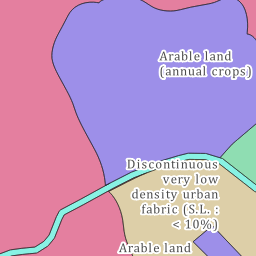 Arable land
(annual crops)
Discontinuous
very low
density urban
fabric (S.L. :
< 10%)
Arable land